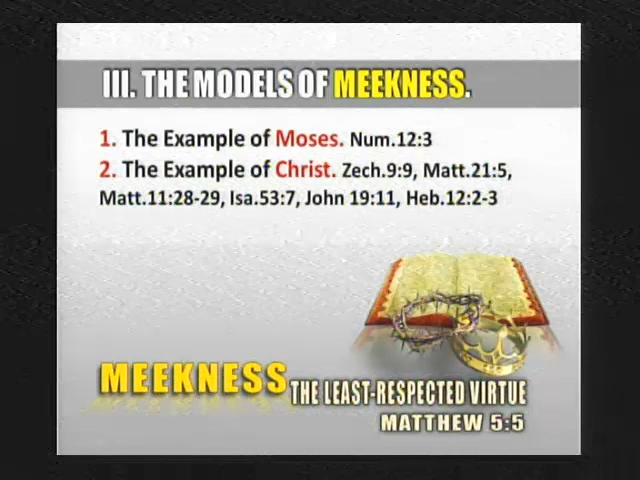 III. THE MODELS OF MEEKNESS.
1. The Example of Moses. Num.12:3
2. The Example of Christ. Zech.9:9, Matt.21:5,
Matt.11:28-29, Isa.53:7, John 19:11, Heb.12:2-3
MEEKNESS THE LEAST-RESPECTED VIRTUE
MATTHEW 5:5